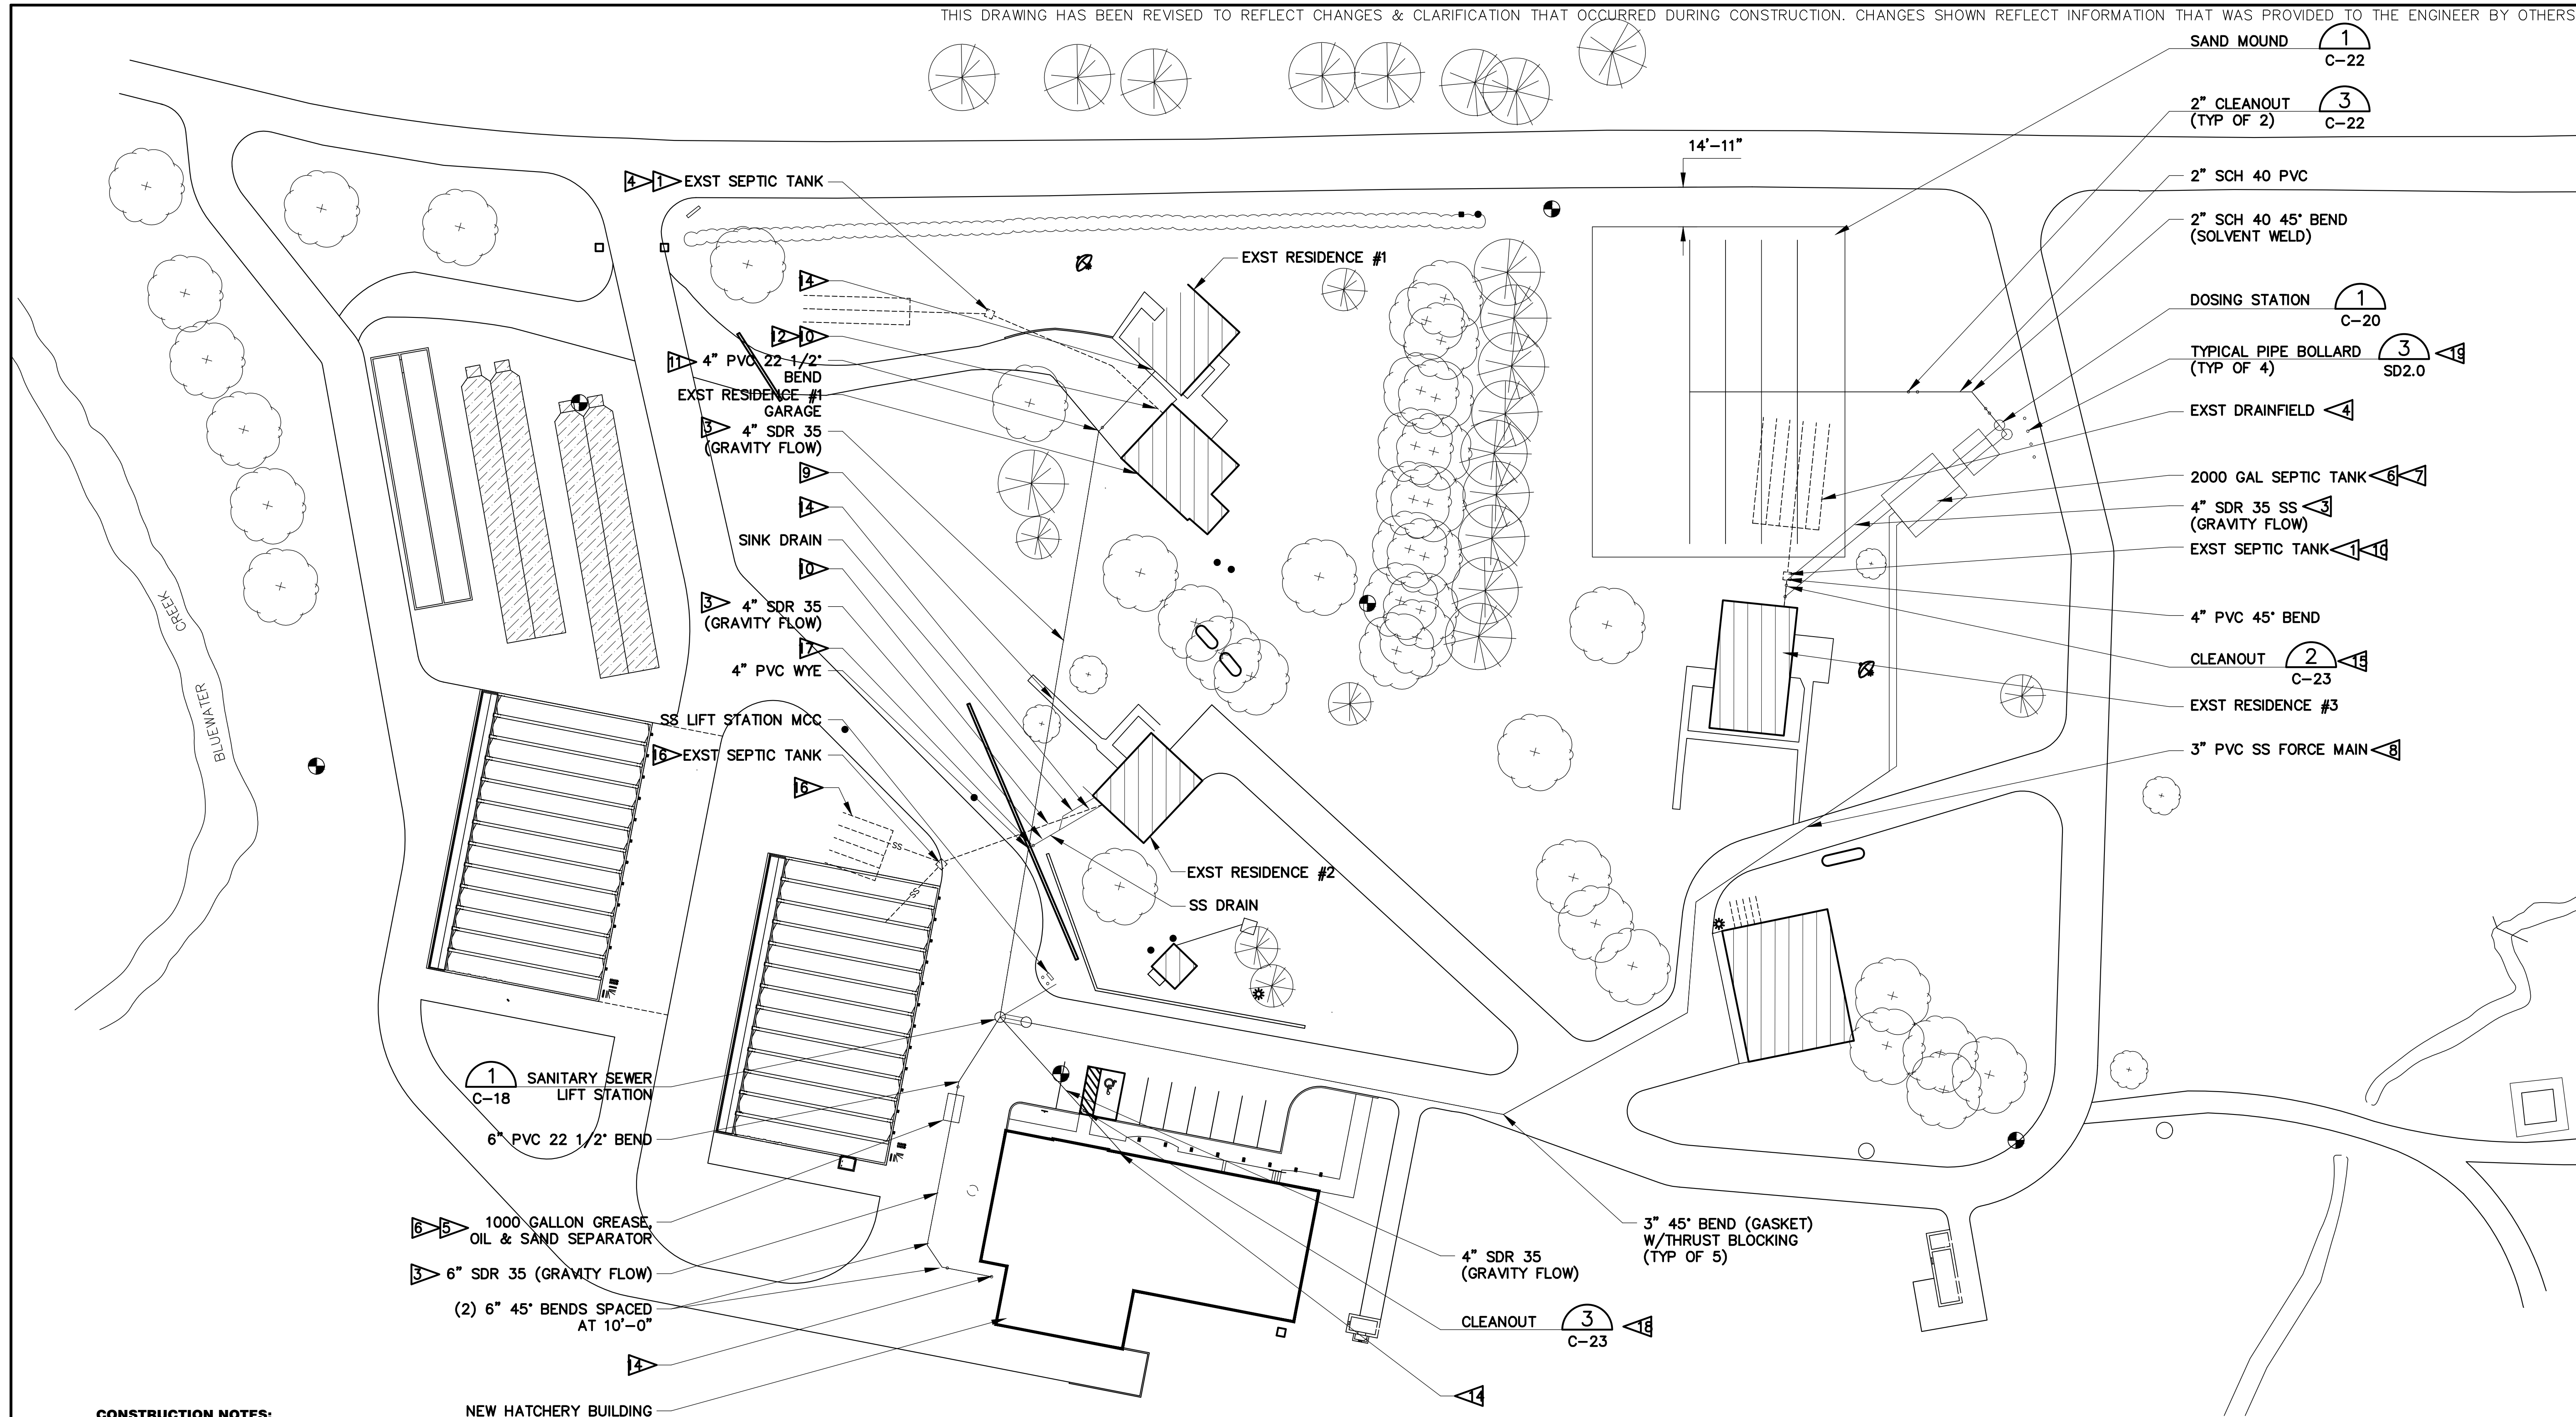 THIS DRAWING HAS BEEN REVISED TO REFLECT CHANGES & CLARIFICATION THAT OCCURRED DURING CONSTRUCTION. CHANGES SHOWN REFLECT INFORMATION THAT WAS PROVIDED TO THE ENGINEER BY OTHERS
SAND MOUND 1
C-22
2" CLEANOUT 3
(TYP OF 2) C-22
14'-11"
2" SCH 40 PVC
2" SCH 40 45° BEND
(SOLVENT WELD)
DOSING STATION 1
C-20
TYPICAL PIPE BOLLARD 3 19
(TYP OF 4) SD2.0
EXST DRAINFIELD 4
2000 GAL SEPTIC TANK 6 7
4" SDR 35 SS 3
(GRAVITY FLOW)
EXST SEPTIC TANK 1 10
4" PVC 45° BEND
CLEANOUT 2 15
C-23
EXST RESIDENCE #3
3" PVC SS FORCE MAIN 8
4 1 EXST SEPTIC TANK
EXST RESIDENCE #1
14
12 10
11 4" PVC 22 1/2°
BEND
EXST RESIDENCE #1
GARAGE
3 4" SDR 35
(GRAVITY FLOW)
9
14
SINK DRAIN
10
3 4" SDR 35
(GRAVITY FLOW)
17
4" PVC WYE
SS LIFT STATION MCC
16 EXST SEPTIC TANK
16
SS
SS
EXST RESIDENCE #2
SS DRAIN
BLUEWATER CREEK
1 SANITARY SEWER
C-18 LIFT STATION
6" PVC 22 1/2° BEND
6 5 1000 GALLON GREASE,
OIL & SAND SEPARATOR
3 6" SDR 35 (GRAVITY FLOW)
(2) 6" 45° BENDS SPACED
AT 10'-0"
14
NEW HATCHERY BUILDING
3" 45° BEND (GASKET)
W/THRUST BLOCKING
(TYP OF 5)
4" SDR 35
(GRAVITY FLOW)
CLEANOUT 3 18
C-23
14
CONSTRUCTION NOTES: